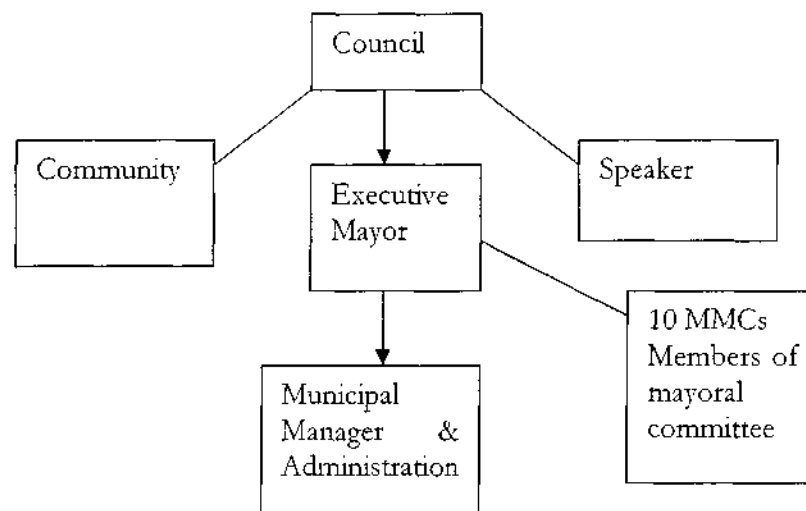 Council
Community
Speaker
Executive
Mayor
10 MMCs
Members of
mayoral
committee
Municipal
Manager &
Administration